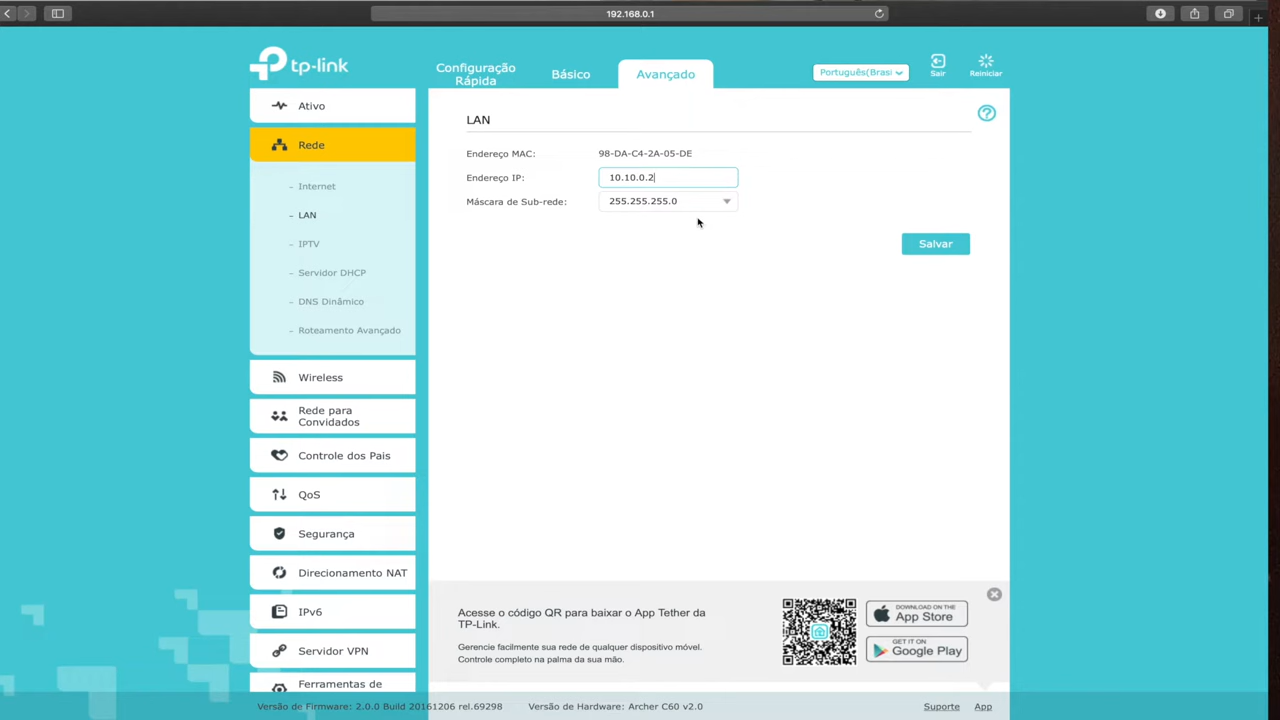 192.168.0.1
tp-link
Configuração
Rápida
Básico
Avançado
Português(Brasi
Sair
Reiniciar
Ativo
Rede
– Internet
– LAN
– IPTV
– Servidor DHCP
– DNS Dinâmico
– Roteamento Avançado
Wireless
Rede para
Convidados
Controle dos Pais
QoS
Segurança
Direcionamento NAT
IPv6
Servidor VPN
Ferramentas de
LAN
Endereço MAC: 98-DA-C4-2A-05-DE
Endereço IP: 10.10.0.2
Máscara de Sub-rede: 255.255.255.0
Salvar
Acesse o código QR para baixar o App Tether da
TP-Link.
Gerencie facilmente sua rede de qualquer dispositivo móvel.
Controle completo na palma da sua mão.
DOWNLOAD ON THE
App Store
GET IT ON
Google Play
Versão de Firmware: 2.0.0 Build 20161206 rel.69298 Versão de Hardware: Archer C60 v2.0 Suporte App